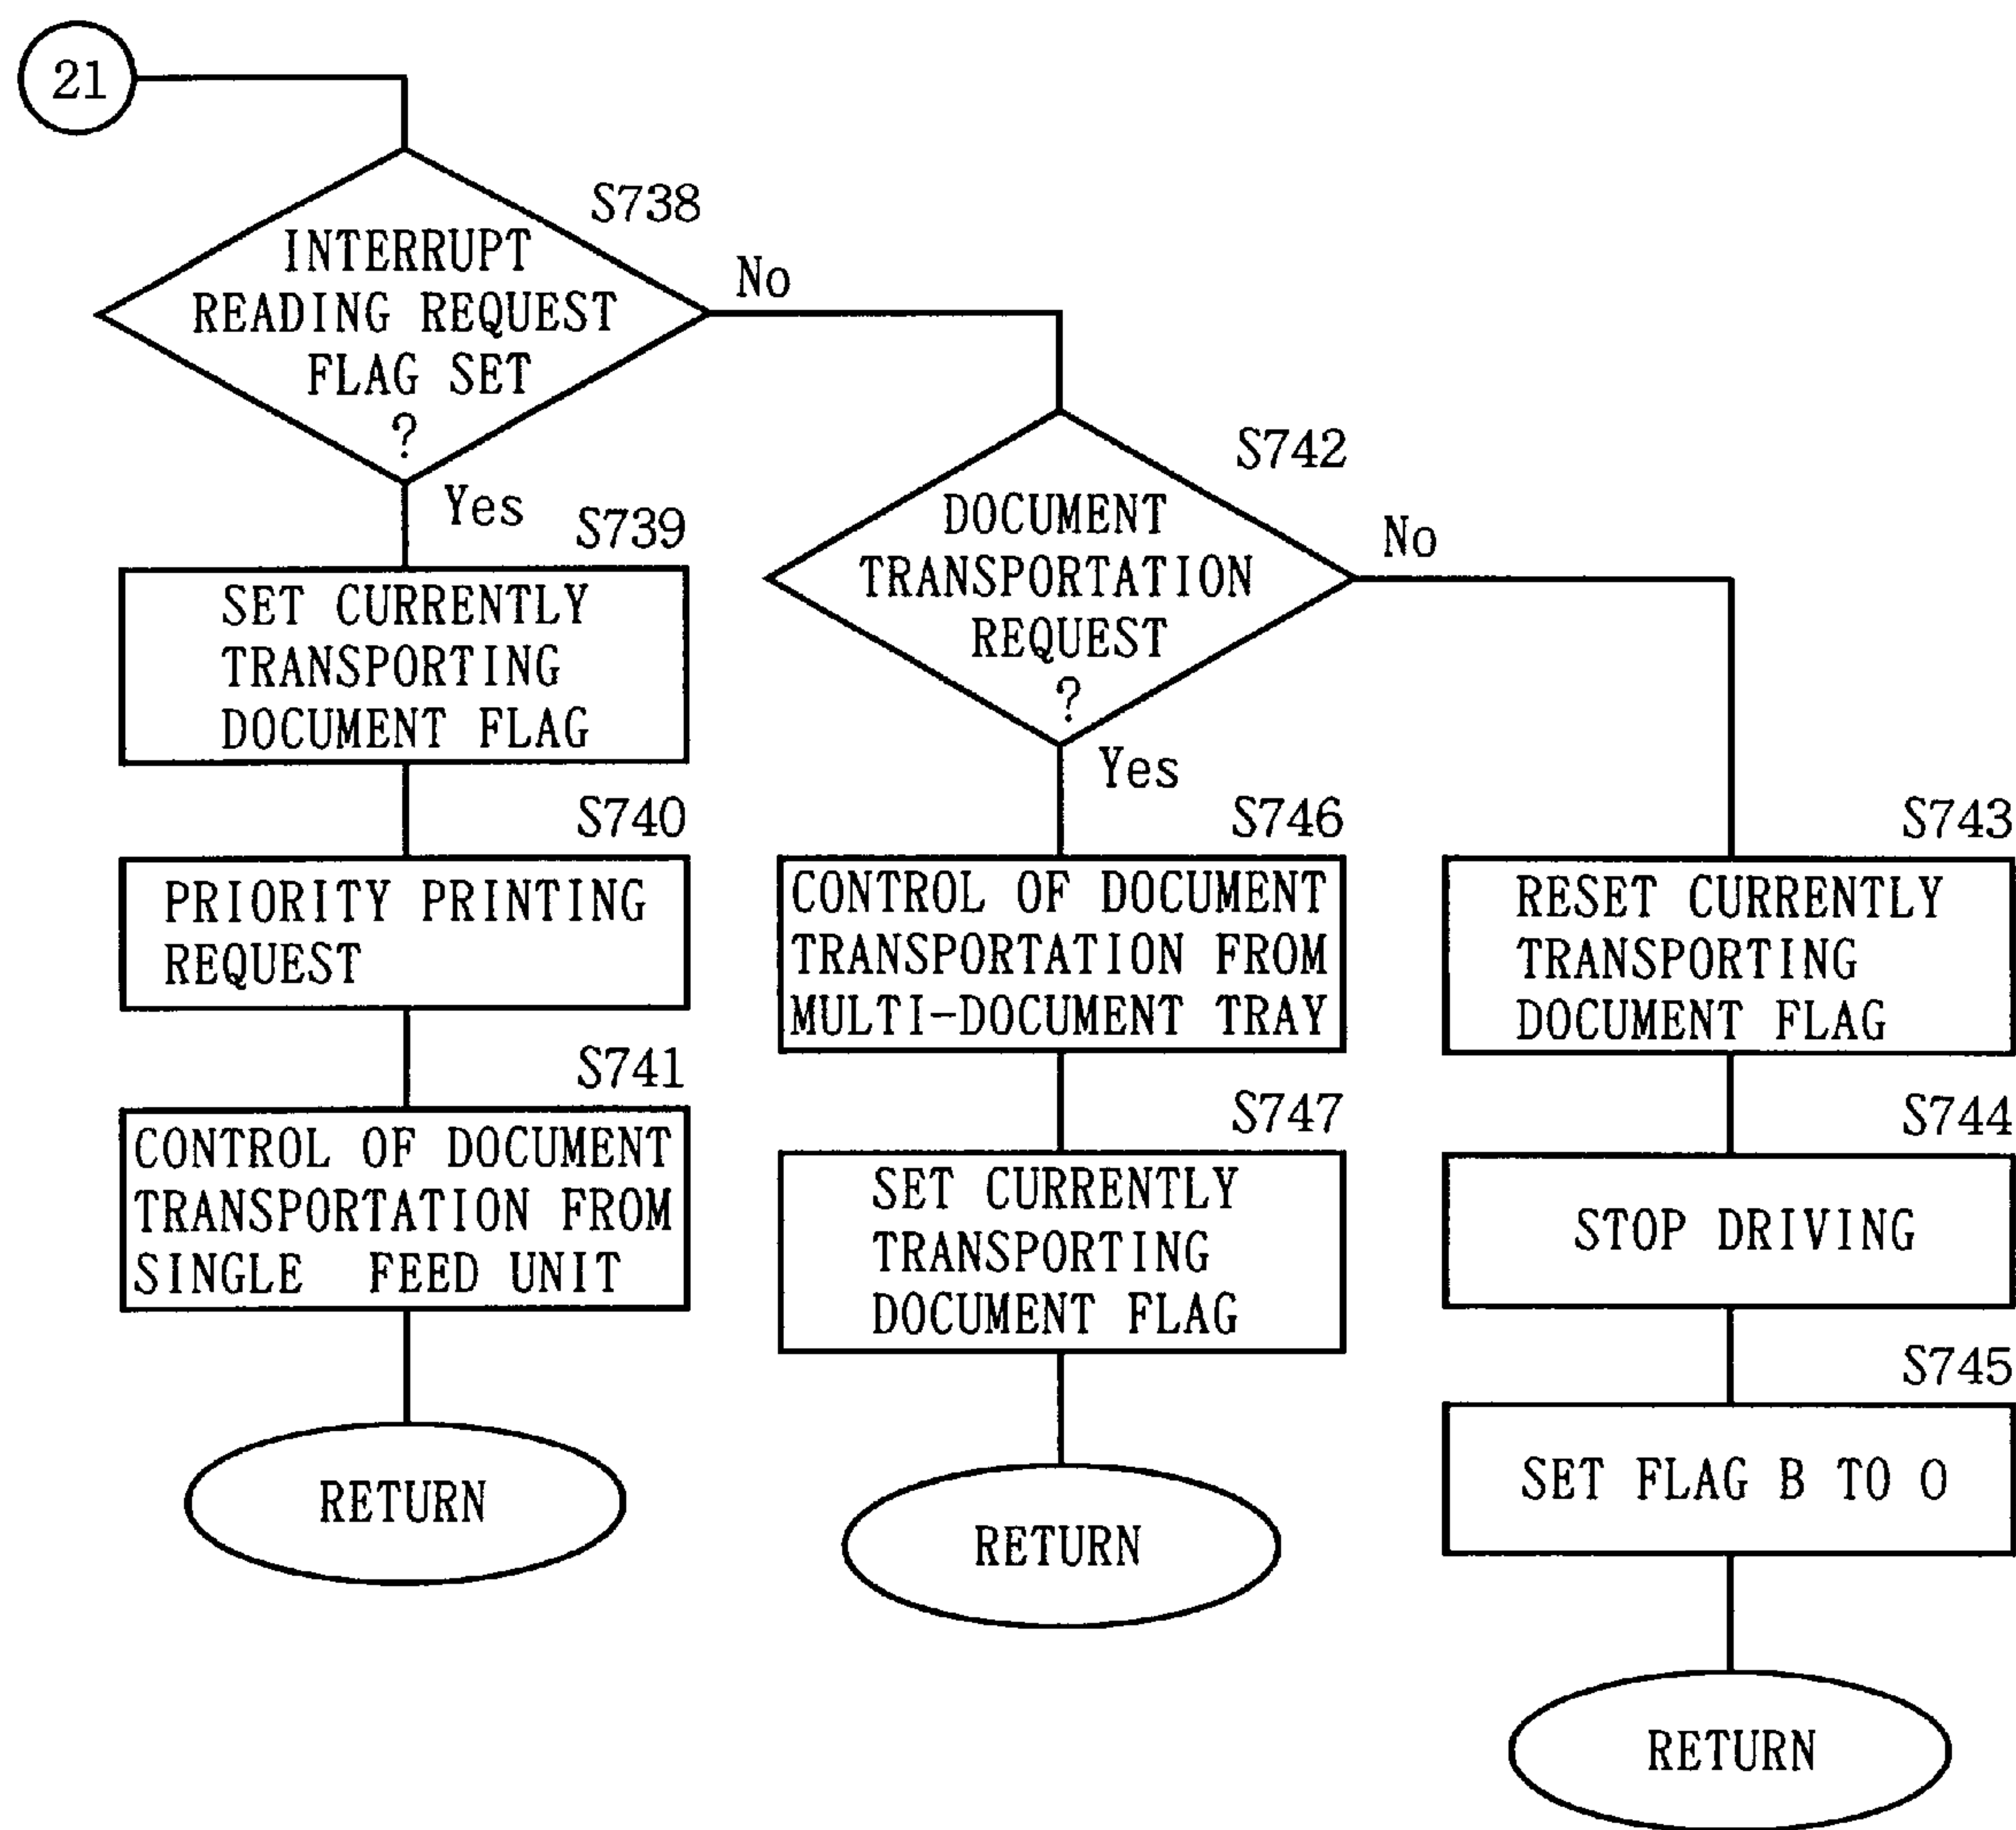 21
S738
INTERRUPT
READING REQUEST
FLAG SET
?
No
Yes
S739
SET CURRENTLY
TRANSPORTING
DOCUMENT FLAG
S740
PRIORITY PRINTING
REQUEST
S741
CONTROL OF DOCUMENT
TRANSPORTATION FROM
SINGLE FEED UNIT
RETURN
S742
DOCUMENT
TRANSPORTATION
REQUEST
?
No
Yes
S746
CONTROL OF DOCUMENT
TRANSPORTATION FROM
MULTI-DOCUMENT TRAY
S747
SET CURRENTLY
TRANSPORTING
DOCUMENT FLAG
RETURN
S743
RESET CURRENTLY
TRANSPORTING
DOCUMENT FLAG
S744
STOP DRIVING
S745
SET FLAG B TO 0
RETURN